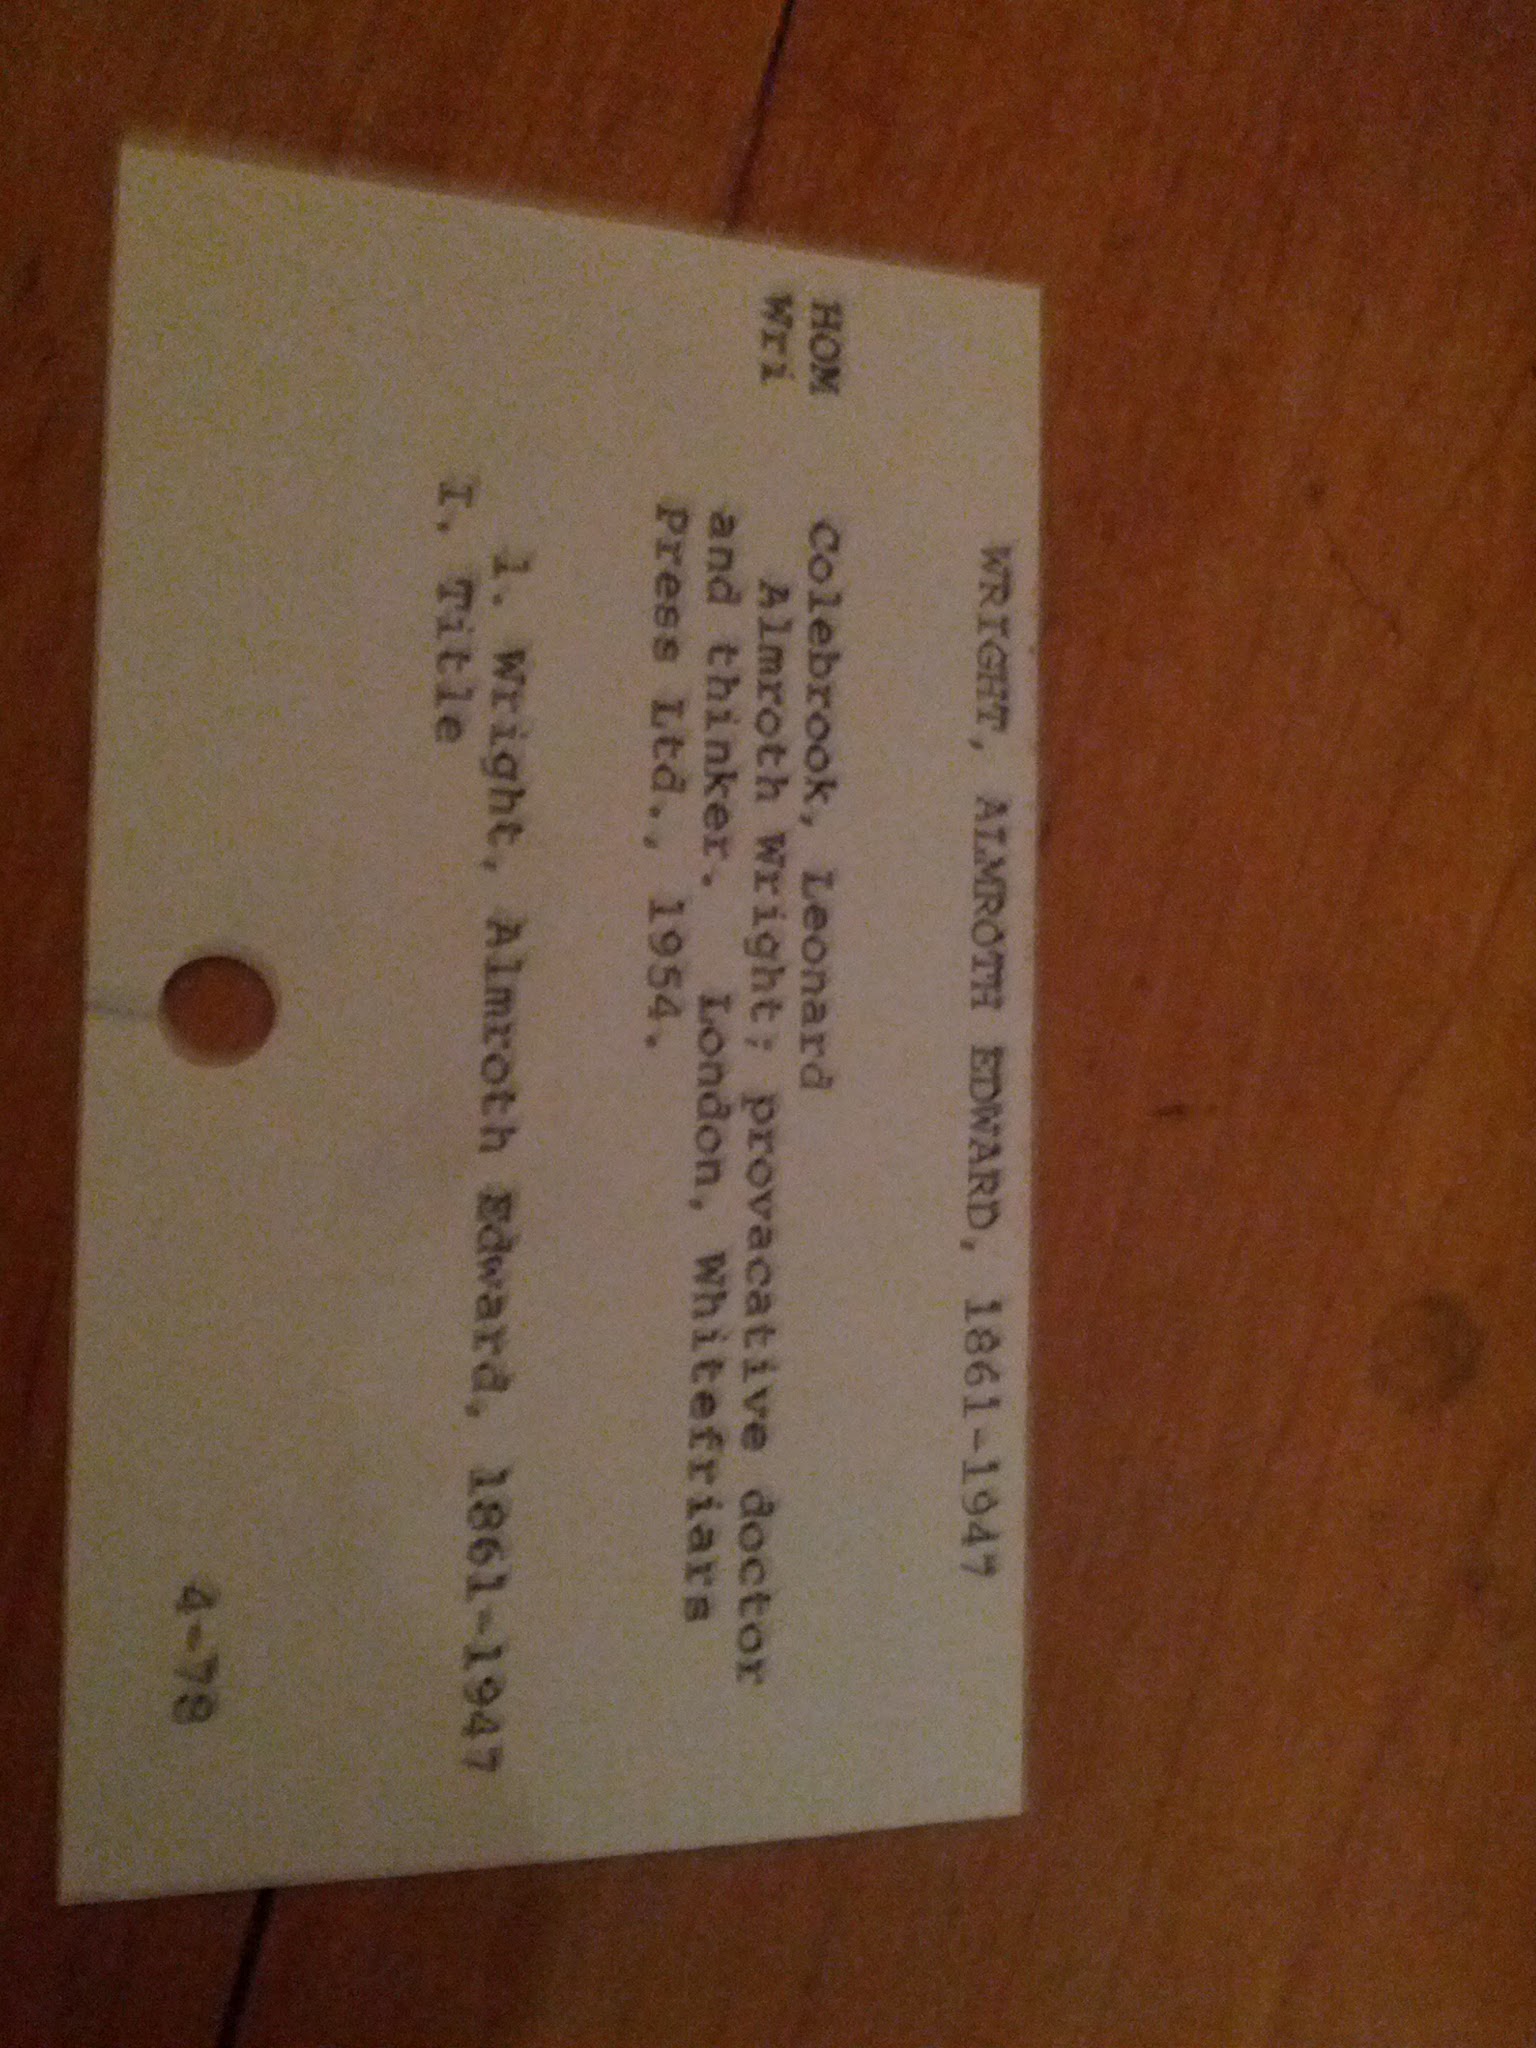 WRIGHT, ALMROTH EDWARD, 1861-1947
HOM Colebrook, Leonard
Wri Almroth Wright; provacative doctor
and thinker. London, Whitefriars
Press Ltd., 1954.
1. Wright, Almroth Edward, 1861-1947
I. Title
4-78